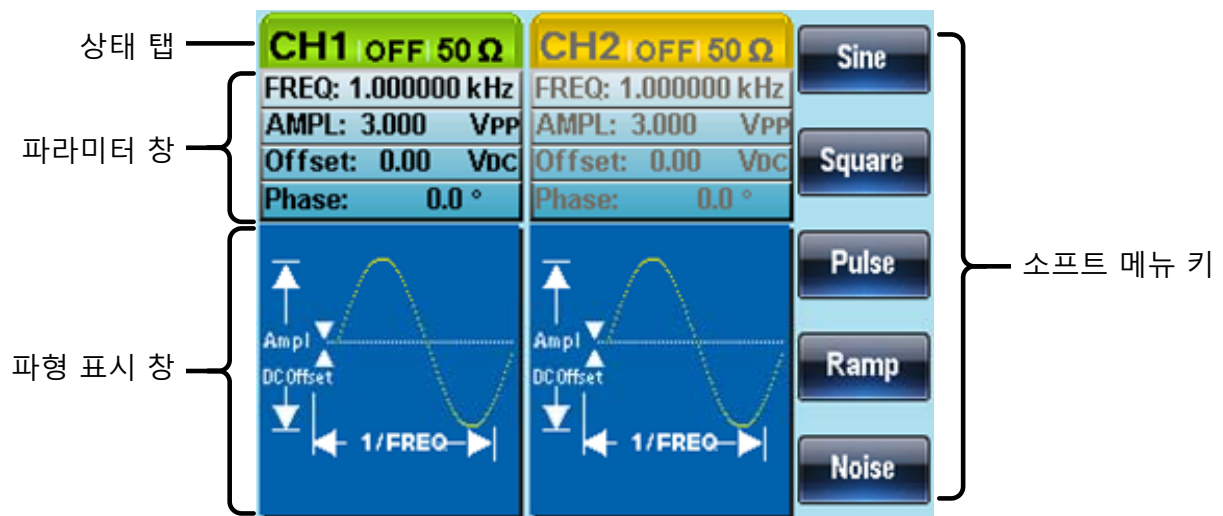 상태 탭
CH1 OFF 50 Ω
CH2 OFF 50 Ω
Sine
FREQ: 1.000000 kHz
FREQ: 1.000000 kHz
AMPL: 3.000 VPP
AMPL: 3.000 VPP
파라미터 창
Offset: 0.00 VDC
Offset: 0.00 VDC
Square
Phase: 0.0 °
Phase: 0.0 °
Pulse
소프트 메뉴 키
Ampl
Ampl
파형 표시 창
DC Offset
DC Offset
Ramp
1/FREQ
1/FREQ
Noise